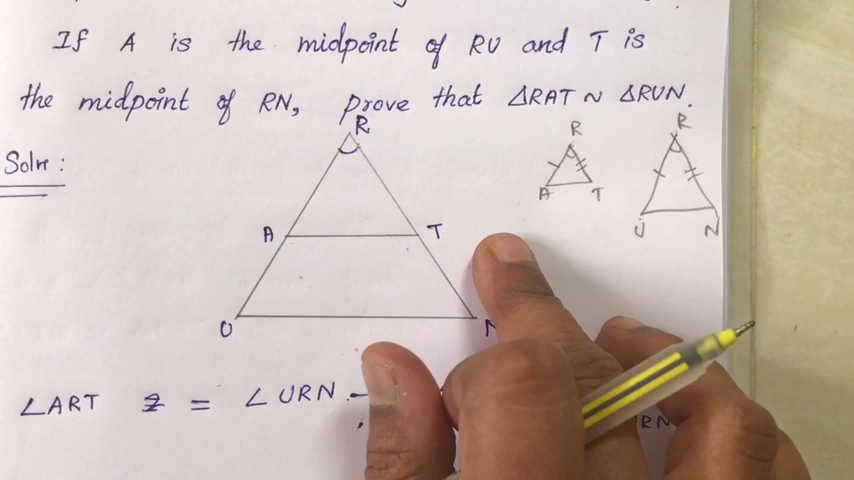 If A is the midpoint of RU and T is
the midpoint of RN, prove that ΔRAT ~ ΔRUN.
Soln:
R
A T
U N
R
A T
R
U N
∠ART = ∠URN
RN